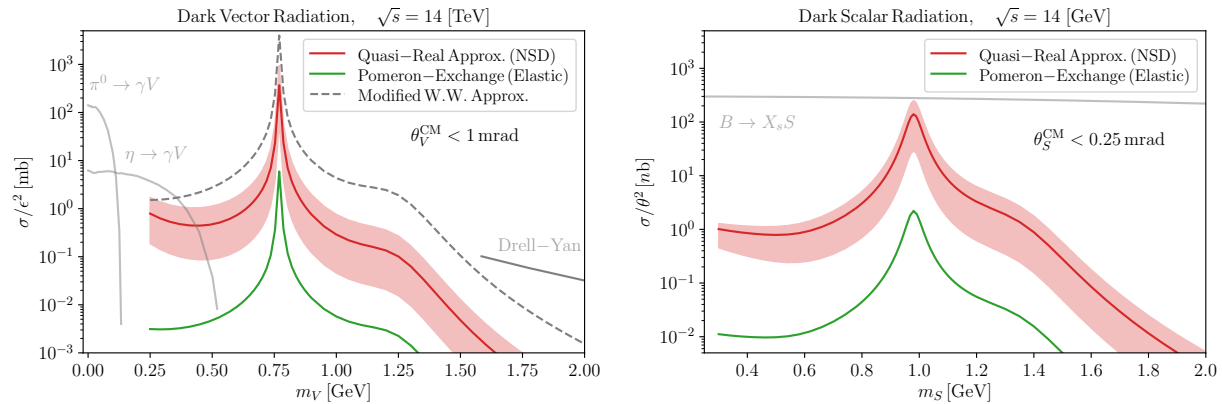 Dark Vector Radiation, √s = 14 [TeV]
Quasi−Real Approx. (NSD)
Pomeron−Exchange (Elastic)
Modified W.W. Approx.
π⁰ → γV
θ_V^CM < 1 mrad
η → γV
Drell−Yan
σ/ϵ² [mb]
10³
10²
10¹
10⁰
10⁻¹
10⁻²
10⁻³
0.00 0.25 0.50 0.75 1.00 1.25 1.50 1.75 2.00
m_V [GeV]
Dark Scalar Radiation, √s = 14 [GeV]
Quasi−Real Approx. (NSD)
Pomeron−Exchange (Elastic)
B → X_sS
θ_S^CM < 0.25 mrad
σ/θ² [nb]
10³
10²
10¹
10⁰
10⁻¹
10⁻²
0.4 0.6 0.8 1.0 1.2 1.4 1.6 1.8 2.0
m_S [GeV]